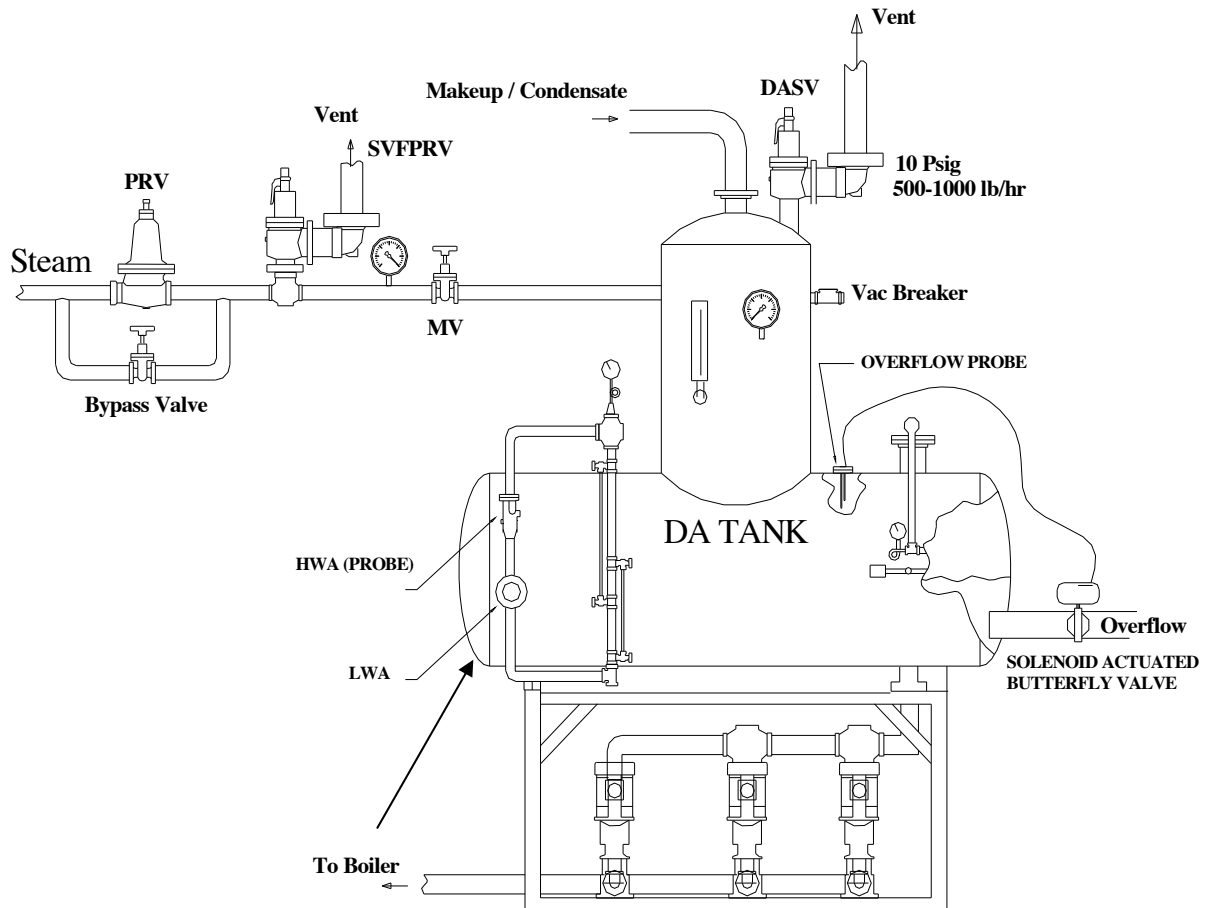 Vent
Makeup / Condensate
DASV
Vent
SVFPRV
10 Psig
500-1000 lb/hr
PRV
Steam
Vac Breaker
MV
OVERFLOW PROBE
Bypass Valve
DA TANK
HWA (PROBE)
Overflow
LWA
SOLENOID ACTUATED
BUTTERFLY VALVE
To Boiler